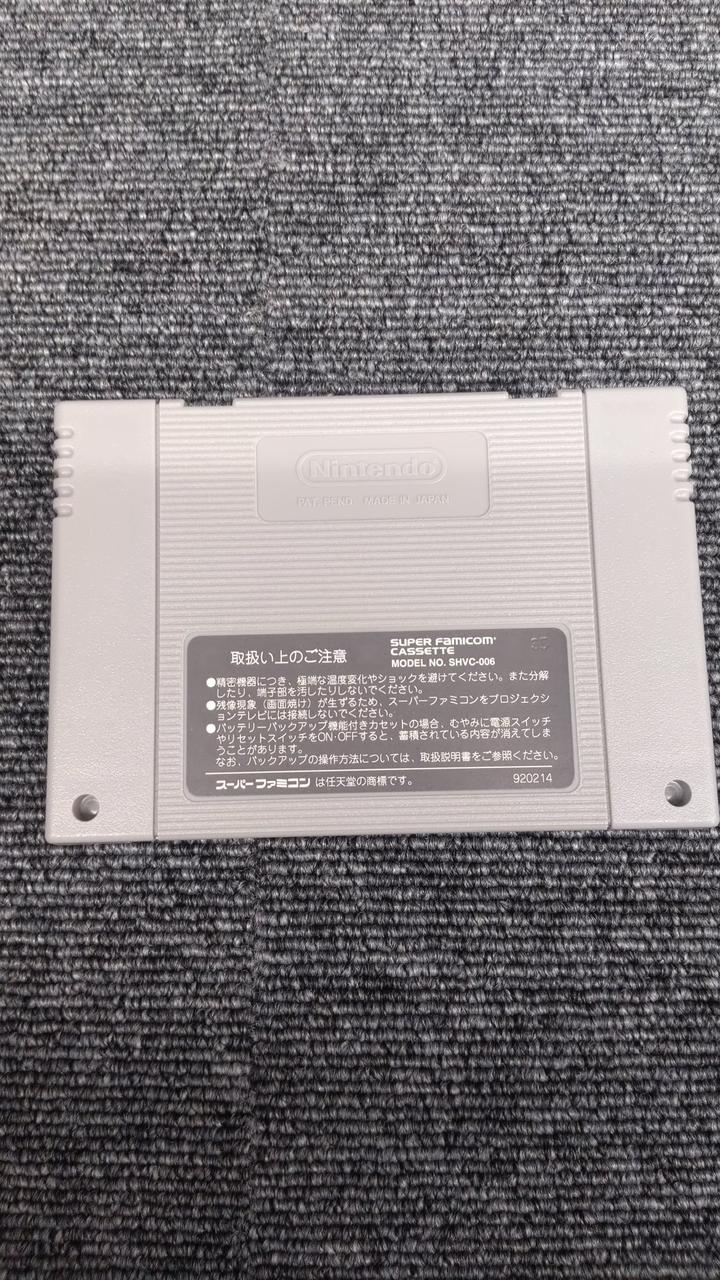 Nintendo
PAT. PEND. MADE IN JAPAN
取扱い上のご注意
SUPER FAMICOM
CASSETTE
MODEL NO. SHVC-006
●精密機器につき、極端な温度変化やショックを避けてください。また分解
したり、端子部を汚したりしないでください。
●残像現象（画面焼け）が生ずるため、スーパーファミコンをプロジェクシ
ョンテレビには接続しないでください。
●バッテリーバックアップ機能付きカセットの場合、むやみに電源スイッチ
やリセットスイッチをON・OFFすると、蓄積されている内容が消えてしま
うことがあります。
なお、バックアップの操作方法については、取扱説明書をご参照ください。
スーパーファミコン は任天堂の商標です。 920214